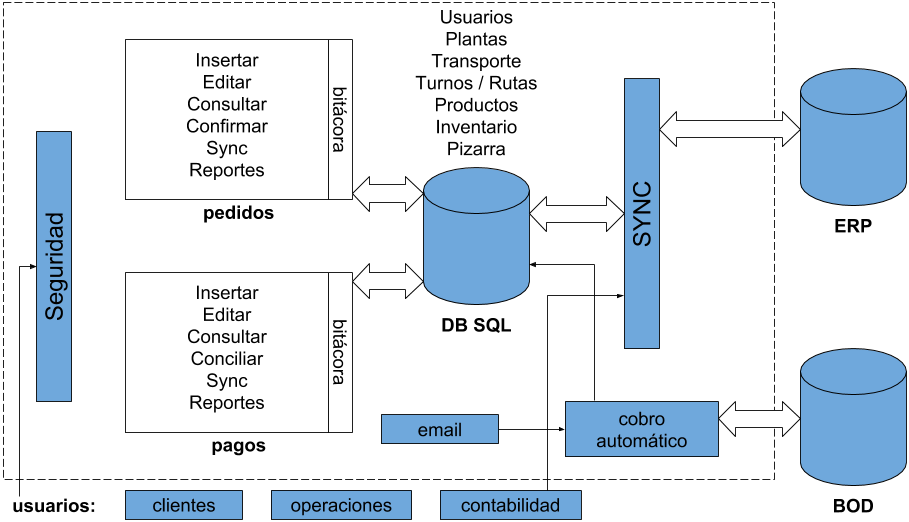 Usuarios
Plantas
Transporte
Turnos / Rutas
Productos
Inventario
Pizarra
Insertar
Editar
Consultar
Confirmar
Sync
Reportes
bitácora
pedidos
Seguridad
SYNC
ERP
DB SQL
Insertar
Editar
Consultar
Conciliar
Sync
Reportes
bitácora
pagos
email
cobro
automático
BOD
usuarios:
clientes
operaciones
contabilidad